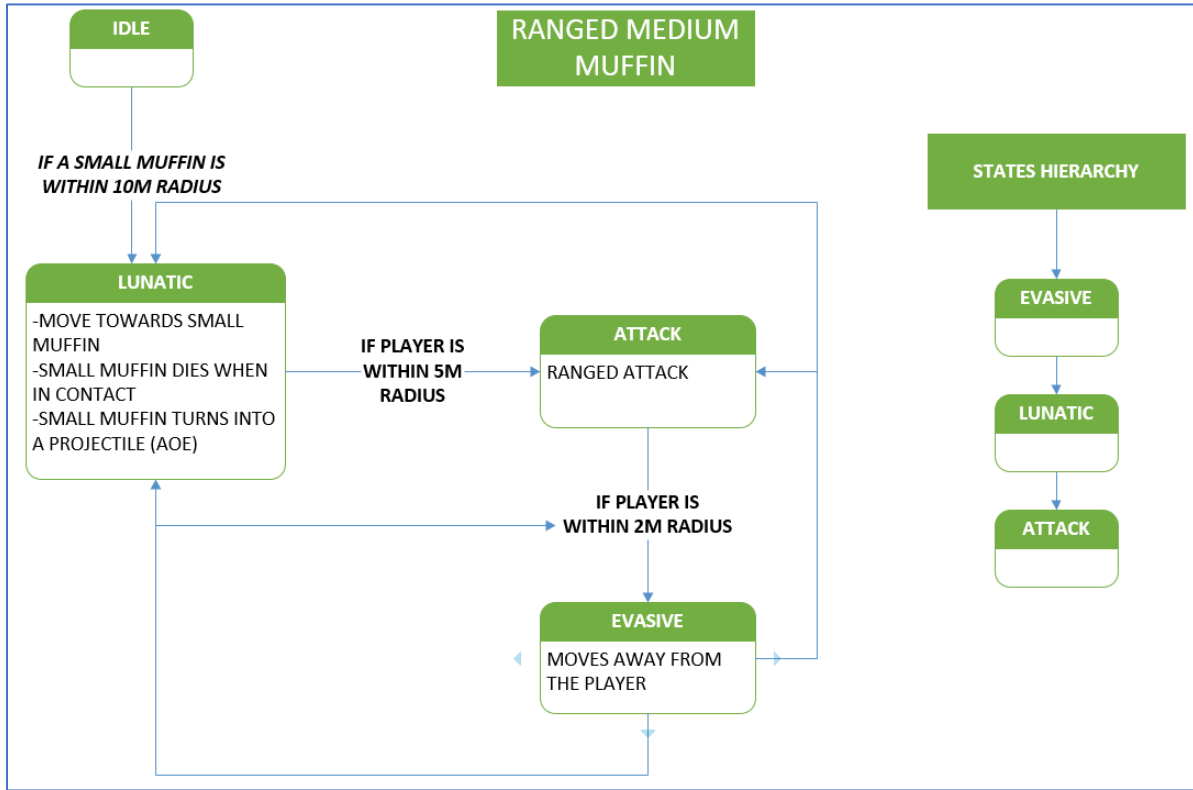 IDLE
RANGED MEDIUM
MUFFIN
IF A SMALL MUFFIN IS
WITHIN 10M RADIUS
STATES HIERARCHY
LUNATIC
-MOVE TOWARDS SMALL
MUFFIN
-SMALL MUFFIN DIES WHEN
IN CONTACT
-SMALL MUFFIN TURNS INTO
A PROJECTILE (AOE)
IF PLAYER IS
WITHIN 5M
RADIUS
ATTACK
RANGED ATTACK
IF PLAYER IS
WITHIN 2M RADIUS
EVASIVE
MOVES AWAY FROM
THE PLAYER
EVASIVE
LUNATIC
ATTACK